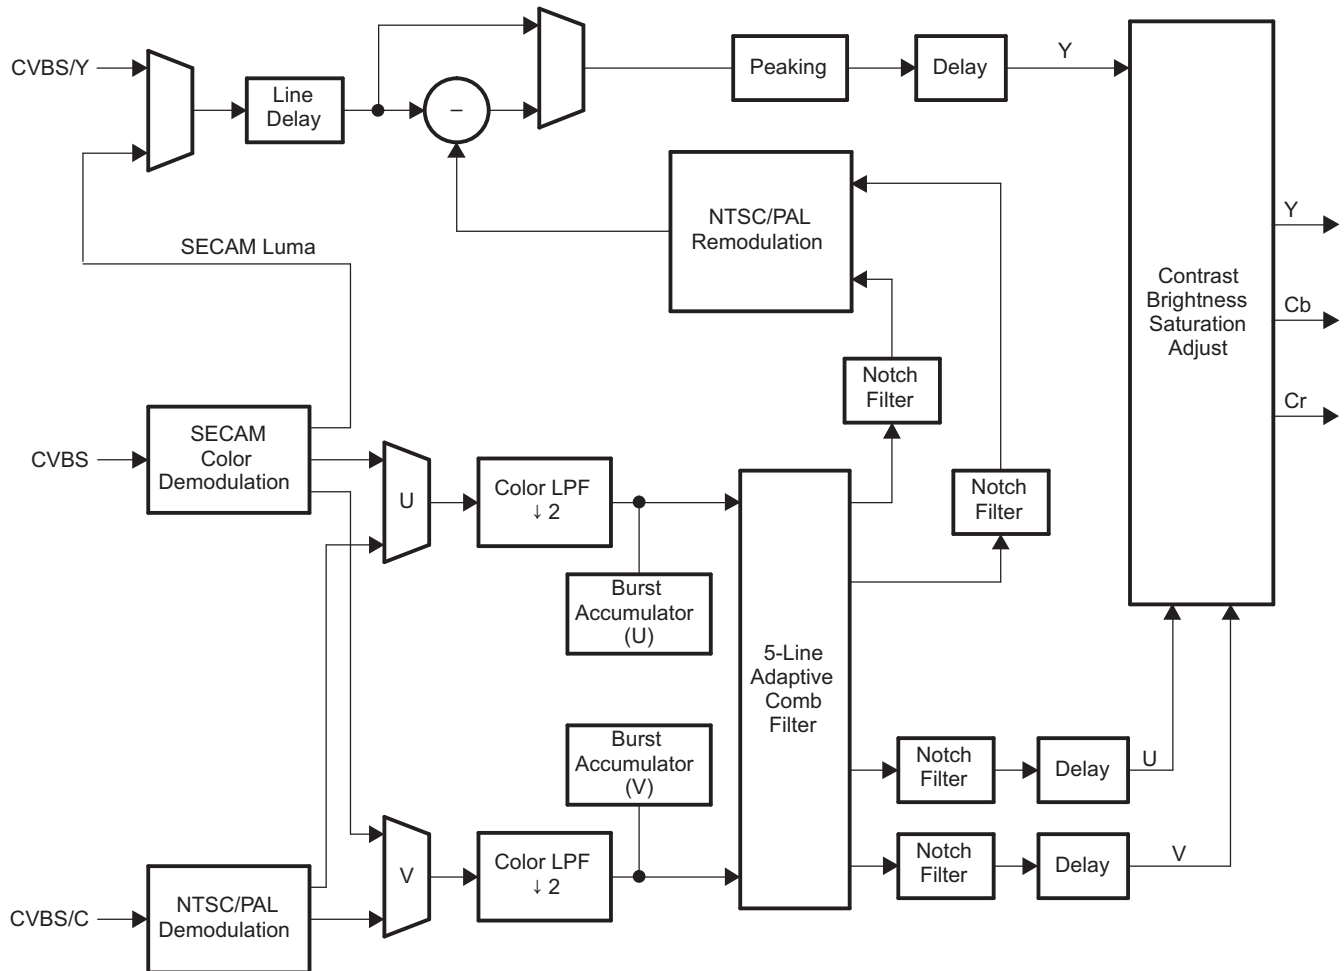 CVBS/Y
Line
Delay
–
Peaking
Delay
Y
NTSC/PAL
Remodulation
SECAM Luma
Contrast
Brightness
Saturation
Adjust
Y
Cb
Cr
Notch
Filter
CVBS
SECAM
Color
Demodulation
U
Color LPF
↓ 2
Notch
Filter
Burst
Accumulator
(U)
5-Line
Adaptive
Comb
Filter
Burst
Accumulator
(V)
Notch
Filter
Delay
U
CVBS/C
NTSC/PAL
Demodulation
V
Color LPF
↓ 2
Notch
Filter
Delay
V